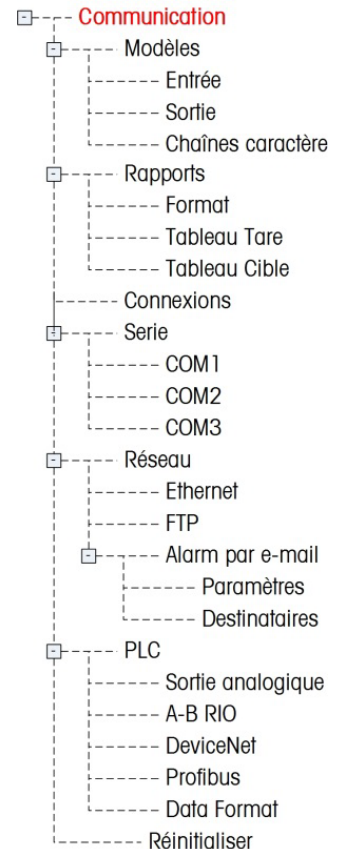 Communication
Modèles
Entrée
Sortie
Chaînes caractère
Rapports
Format
Tableau Tare
Tableau Cible
Connexions
Serie
COM1
COM2
COM3
Réseau
Ethernet
FTP
Alarm par e-mail
Paramètres
Destinataires
PLC
Sortie analogique
A-B RIO
DeviceNet
Profibus
Data Format
Réinitialiser